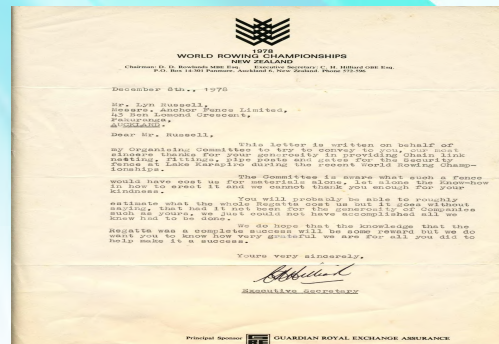 1978
WORLD ROWING CHAMPIONSHIPS
NEW ZEALAND
Chairman: D. D. Rowlands MBE Esq. Executive Secretary: C. H. Hilliard OBE Esq.
P.O. Box 14-301 Panmure, Auckland 6, New Zealand. Phone 572-596
December 8th., 1978
Mr. Lyn Russell,
Messrs. Anchor Fence Limited,
43 Ben Lomond Crescent,
Pakuranga,
AUCKLAND.
Dear Mr. Russell,
This letter is written on behalf of
my Organising Committee to try to convey to you, our most
sincere thanks for your generosity in providing Chain link
netting, fittings, pipe posts and gates for the Security
fence at Lake Karapiro during the recent World Rowing Champ-
ionships.
The Committee is aware what such a fence
would have cost us for materials alone, let alone the Know-how
in how to erect it and we cannot thank you enough for your
kindness.
You will probably be able to roughly
estimate what the whole Regatta cost us but it goes without
saying, that had it not been for the generosity of Companies
such as yours, we just could not have accomplished all we
knew had to be done.
We do hope that the knowledge that the
Regatta was a complete success will be some reward but we do
want you to know how very grateful we are for all you did to
help make it a success.
Yours very sincerely,
Executive Secretary
Principal Sponsor GRE GUARDIAN ROYAL EXCHANGE ASSURANCE